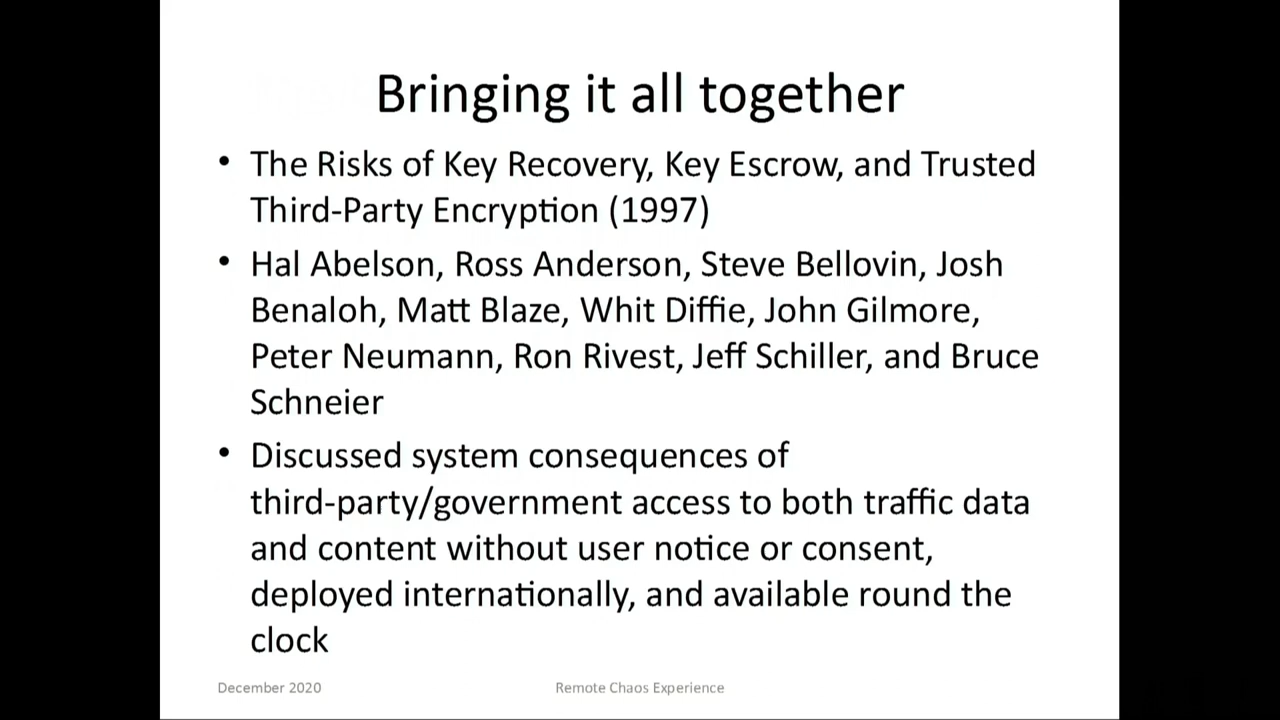 Bringing it all together
• The Risks of Key Recovery, Key Escrow, and Trusted
Third-Party Encryption (1997)
• Hal Abelson, Ross Anderson, Steve Bellovin, Josh
Benaloh, Matt Blaze, Whit Diffie, John Gilmore,
Peter Neumann, Ron Rivest, Jeff Schiller, and Bruce
Schneier
• Discussed system consequences of
third-party/government access to both traffic data
and content without user notice or consent,
deployed internationally, and available round the
clock
December 2020
Remote Chaos Experience